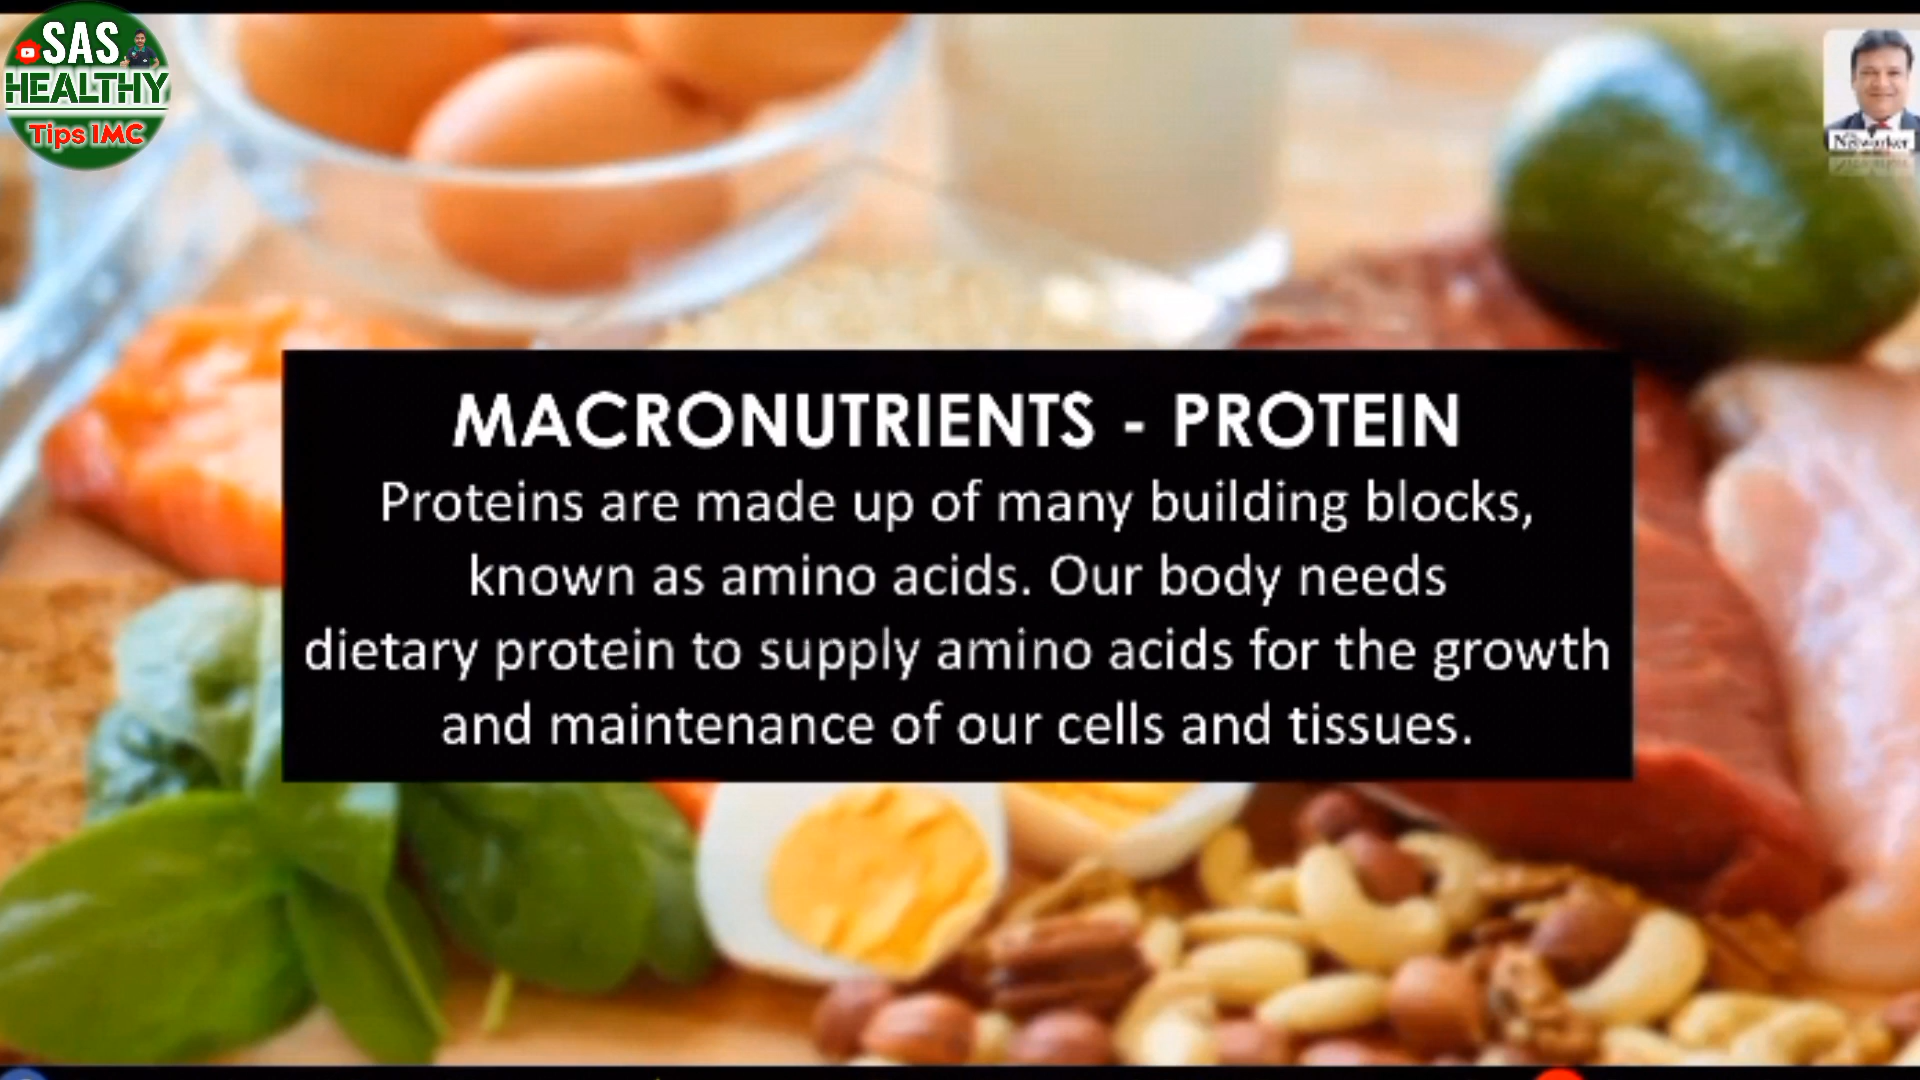 SAS
HEALTHY
Tips IMC
Networker
MACRONUTRIENTS - PROTEIN
Proteins are made up of many building blocks,
known as amino acids. Our body needs
dietary protein to supply amino acids for the growth
and maintenance of our cells and tissues.